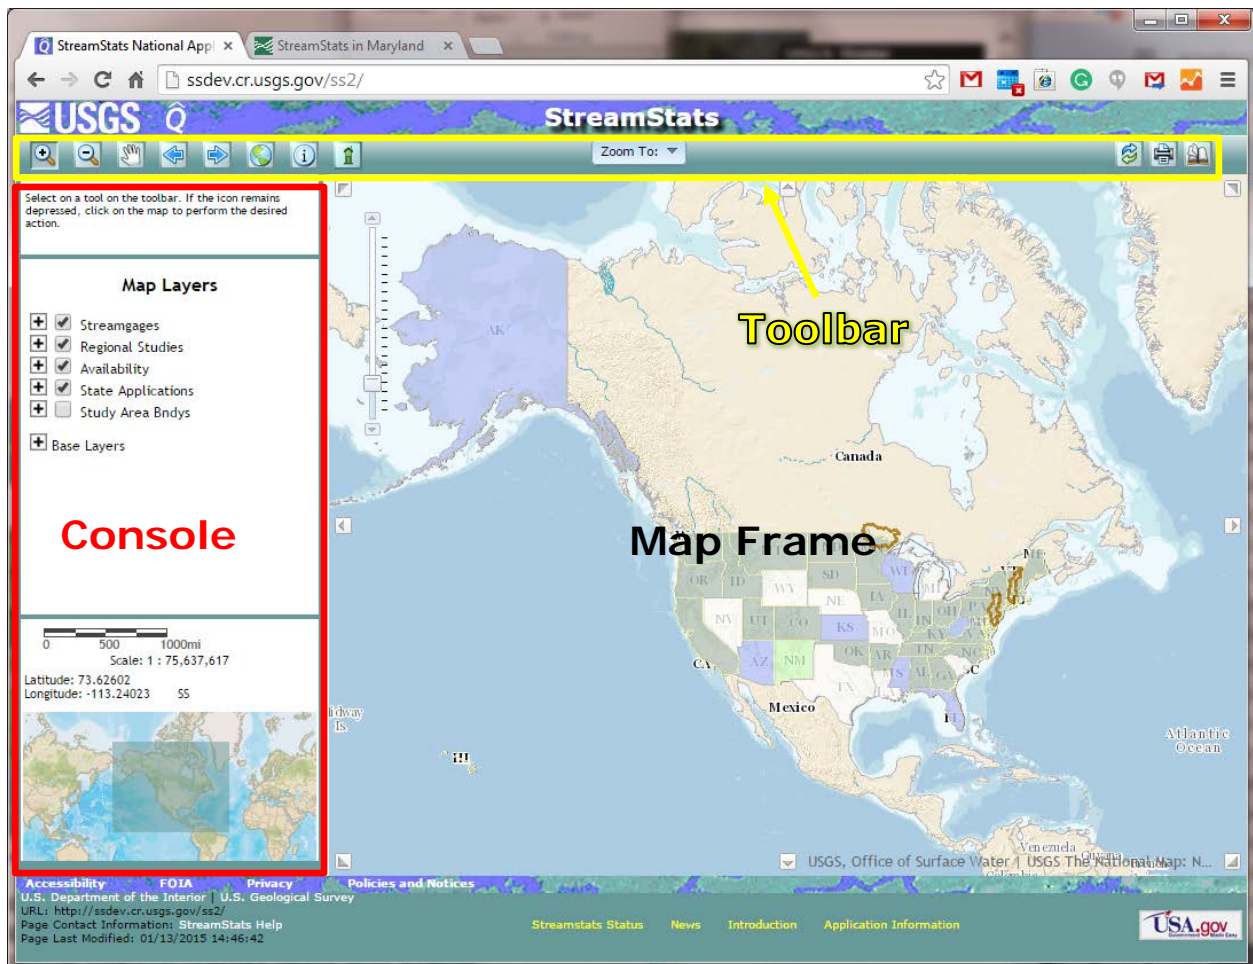 StreamStats National Appl
StreamStats in Maryland
ssdev.cr.usgs.gov/ss2/
USGS
StreamStats
Zoom To:
Select on a tool on the toolbar. If the icon remains
depressed, click on the map to perform the desired
action.
Map Layers
Streamgages
Regional Studies
Availability
State Applications
Study Area Bndys
Base Layers
Console
0 500 1000mi
Scale: 1 : 75,637,617
Latitude: 73.62602
Longitude: -113.24023 SS
Toolbar
AK
Canada
Map Frame
ME
OR ID WY SD WI MI
NE IA IL IN OH PA
NV UT CO KS MO KY VA
CA AZ NM OK AR TN NC
SC
TX MS AL GA
FL
Mexico
Midway
Is.
HI
Atlantic
Ocean
Venezuela
USGS, Office of Surface Water | USGS The National Map: N...
Accessibility FOIA Privacy Policies and Notices
U.S. Department of the Interior | U.S. Geological Survey
URL: http://ssdev.cr.usgs.gov/ss2/
Page Contact Information: StreamStats Help
Page Last Modified: 01/13/2015 14:46:42
Streamstats Status News Introduction Application Information
USA.gov
Government Made Easy